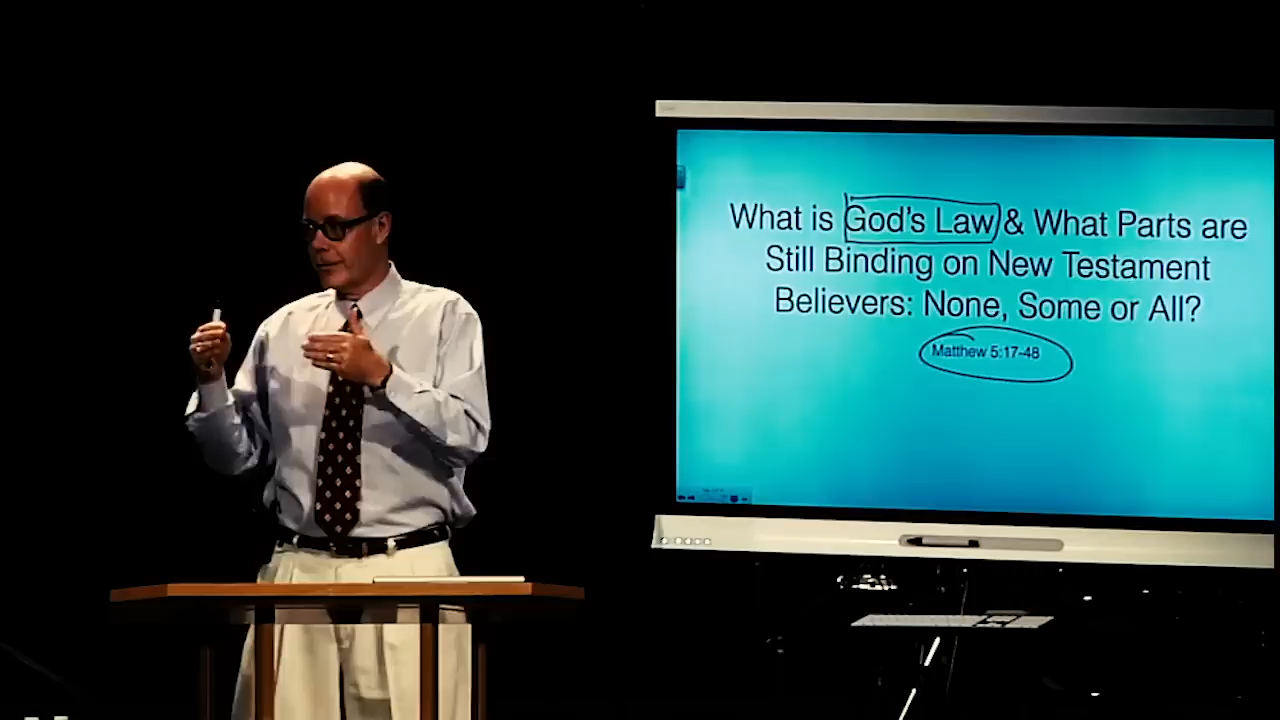 What is God's Law & What Parts are
Still Binding on New Testament
Believers: None, Some or All?
Matthew 5:17-48